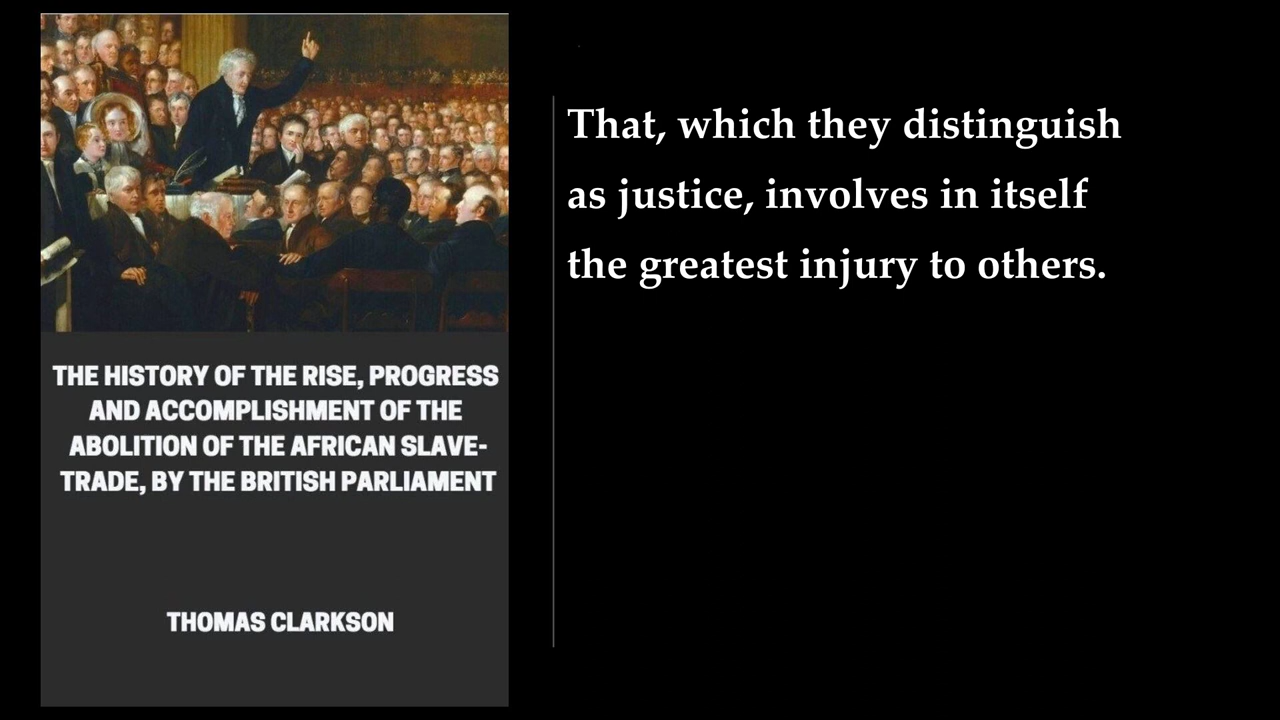 THE HISTORY OF THE RISE, PROGRESS
AND ACCOMPLISHMENT OF THE
ABOLITION OF THE AFRICAN SLAVE-
TRADE, BY THE BRITISH PARLIAMENT
THOMAS CLARKSON
That, which they distinguish
as justice, involves in itself
the greatest injury to others.